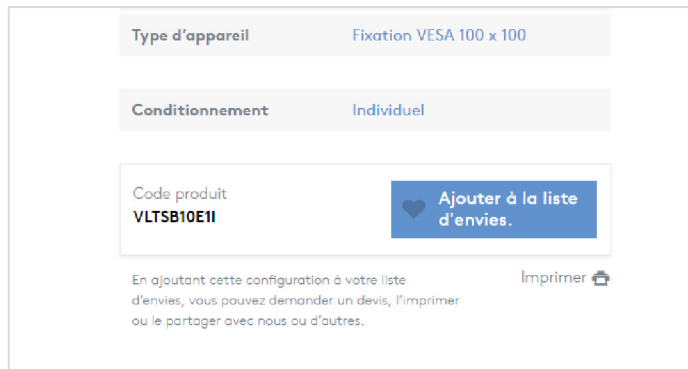 Type d'appareil Fixation VESA 100 x 100
Conditionnement Individuel
Code produit
VLTSB10E1I
Ajouter à la liste
d'envies.
En ajoutant cette configuration à votre liste
d'envies, vous pouvez demander un devis, l'imprimer
ou le partager avec nous ou d'autres.
Imprimer